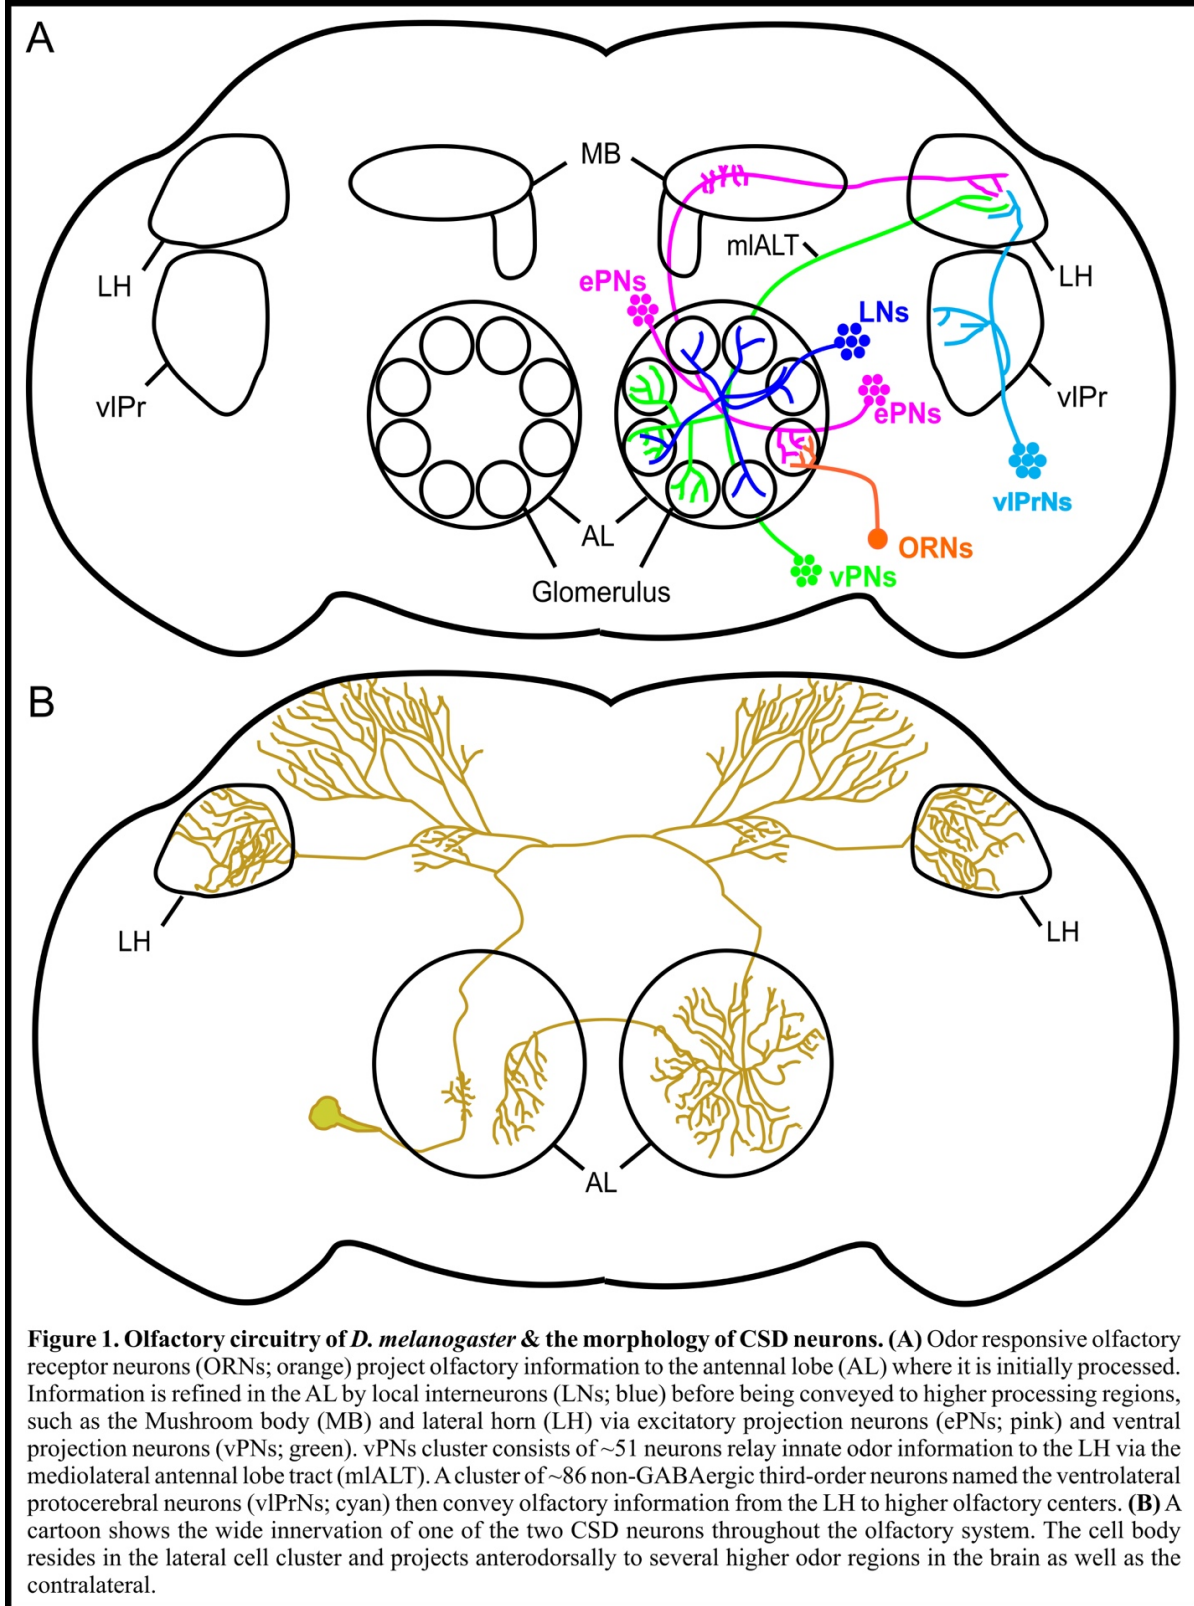 A
MB
mlALT
LH
LH
ePNs
LNs
ePNs
vlPr
vlPr
vlPrNs
AL
ORNs
vPNs
Glomerulus
B
LH
LH
AL
Figure 1. Olfactory circuitry of D. melanogaster & the morphology of CSD neurons. (A) Odor responsive olfactory
receptor neurons (ORNs; orange) project olfactory information to the antennal lobe (AL) where it is initially processed.
Information is refined in the AL by local interneurons (LNs; blue) before being conveyed to higher processing regions,
such as the Mushroom body (MB) and lateral horn (LH) via excitatory projection neurons (ePNs; pink) and ventral
projection neurons (vPNs; green). vPNs cluster consists of ~51 neurons relay innate odor information to the LH via the
mediolateral antennal lobe tract (mlALT). A cluster of ~86 non-GABAergic third-order neurons named the ventrolateral
protocerebral neurons (vlPrNs; cyan) then convey olfactory information from the LH to higher olfactory centers. (B) A
cartoon shows the wide innervation of one of the two CSD neurons throughout the olfactory system. The cell body
resides in the lateral cell cluster and projects anterodorsally to several higher odor regions in the brain as well as the
contralateral.